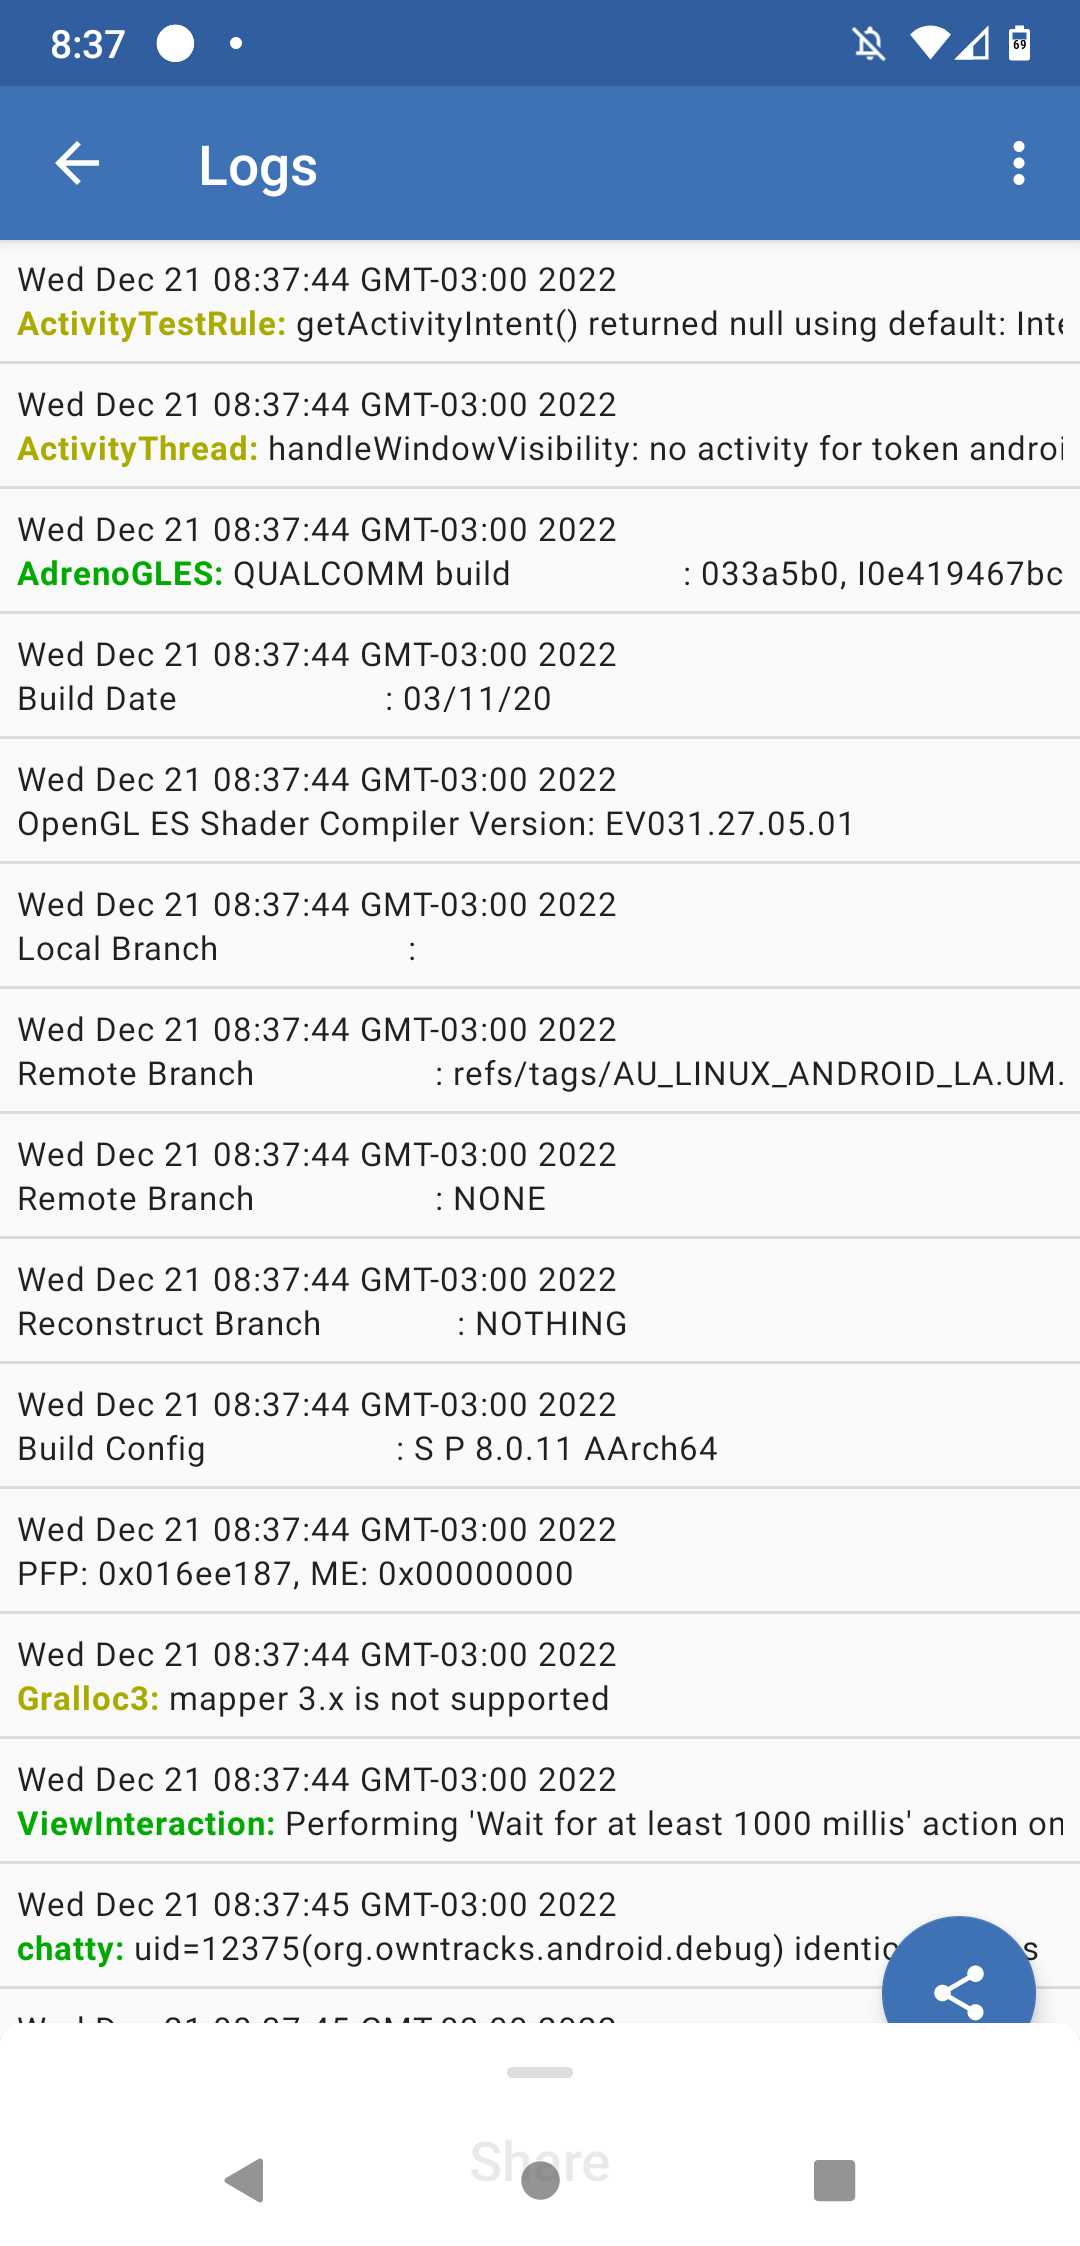 8:37
69
Logs
Wed Dec 21 08:37:44 GMT-03:00 2022
ActivityTestRule: getActivityIntent() returned null using default: Inte
Wed Dec 21 08:37:44 GMT-03:00 2022
ActivityThread: handleWindowVisibility: no activity for token androi
Wed Dec 21 08:37:44 GMT-03:00 2022
AdrenoGLES: QUALCOMM build : 033a5b0, I0e419467bc
Wed Dec 21 08:37:44 GMT-03:00 2022
Build Date : 03/11/20
Wed Dec 21 08:37:44 GMT-03:00 2022
OpenGL ES Shader Compiler Version: EV031.27.05.01
Wed Dec 21 08:37:44 GMT-03:00 2022
Local Branch :
Wed Dec 21 08:37:44 GMT-03:00 2022
Remote Branch : refs/tags/AU_LINUX_ANDROID_LA.UM.
Wed Dec 21 08:37:44 GMT-03:00 2022
Remote Branch : NONE
Wed Dec 21 08:37:44 GMT-03:00 2022
Reconstruct Branch : NOTHING
Wed Dec 21 08:37:44 GMT-03:00 2022
Build Config : S P 8.0.11 AArch64
Wed Dec 21 08:37:44 GMT-03:00 2022
PFP: 0x016ee187, ME: 0x00000000
Wed Dec 21 08:37:44 GMT-03:00 2022
Gralloc3: mapper 3.x is not supported
Wed Dec 21 08:37:44 GMT-03:00 2022
ViewInteraction: Performing 'Wait for at least 1000 millis' action on
Wed Dec 21 08:37:45 GMT-03:00 2022
chatty: uid=12375(org.owntracks.android.debug)
Share